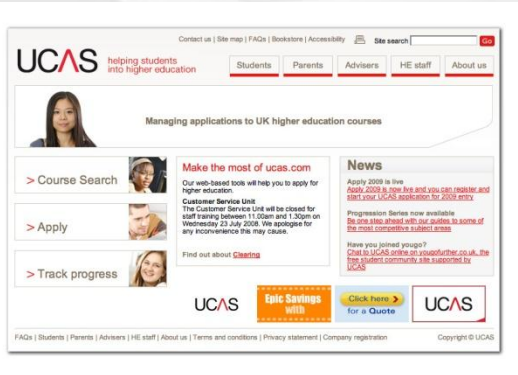 Contact us | Site map | FAQs | Bookstore | Accessibility
Site search
Go
UCAS
helping students
into higher education
Students
Parents
Advisers
HE staff
About us
Managing applications to UK higher education courses
> Course Search
> Apply
> Track progress
Make the most of ucas.com
Our web-based tools will help you to apply for
higher education.
Customer Service Unit
The Customer Service Unit will be closed for
staff training between 11.00am and 1.30pm on
Wednesday 23 July 2008. We apologise for
any inconvenience this may cause.
Find out about Clearing
News
Apply 2009 is live
Apply 2009 is now live and you can register and
start your UCAS application for 2009 entry
Progression Series now available
Be one step ahead with our guides to some of
the most competitive subject areas
Have you joined yougo?
Chat to UCAS online on yougofurther.co.uk, the
free student community site supported by
UCAS
UCAS
Epic Savings
with
Click here >
for a Quote
UCAS
FAQs | Students | Parents | Advisers | HE staff | About us | Terms and conditions | Privacy statement | Company registration
Copyright © UCAS